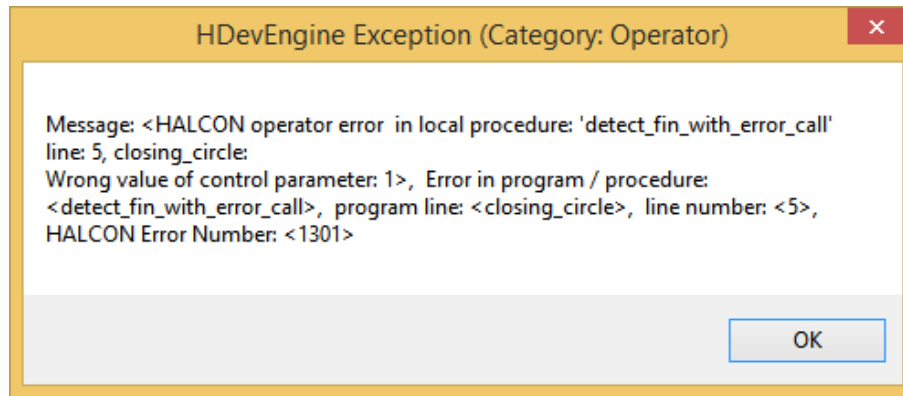 HDevEngine Exception (Category: Operator)
Message: <HALCON operator error  in local procedure: 'detect_fin_with_error_call'
line: 5, closing_circle:
Wrong value of control parameter: 1>,  Error in program / procedure:
<detect_fin_with_error_call>,  program line: <closing_circle>,  line number: <5>,
HALCON Error Number: <1301>
OK